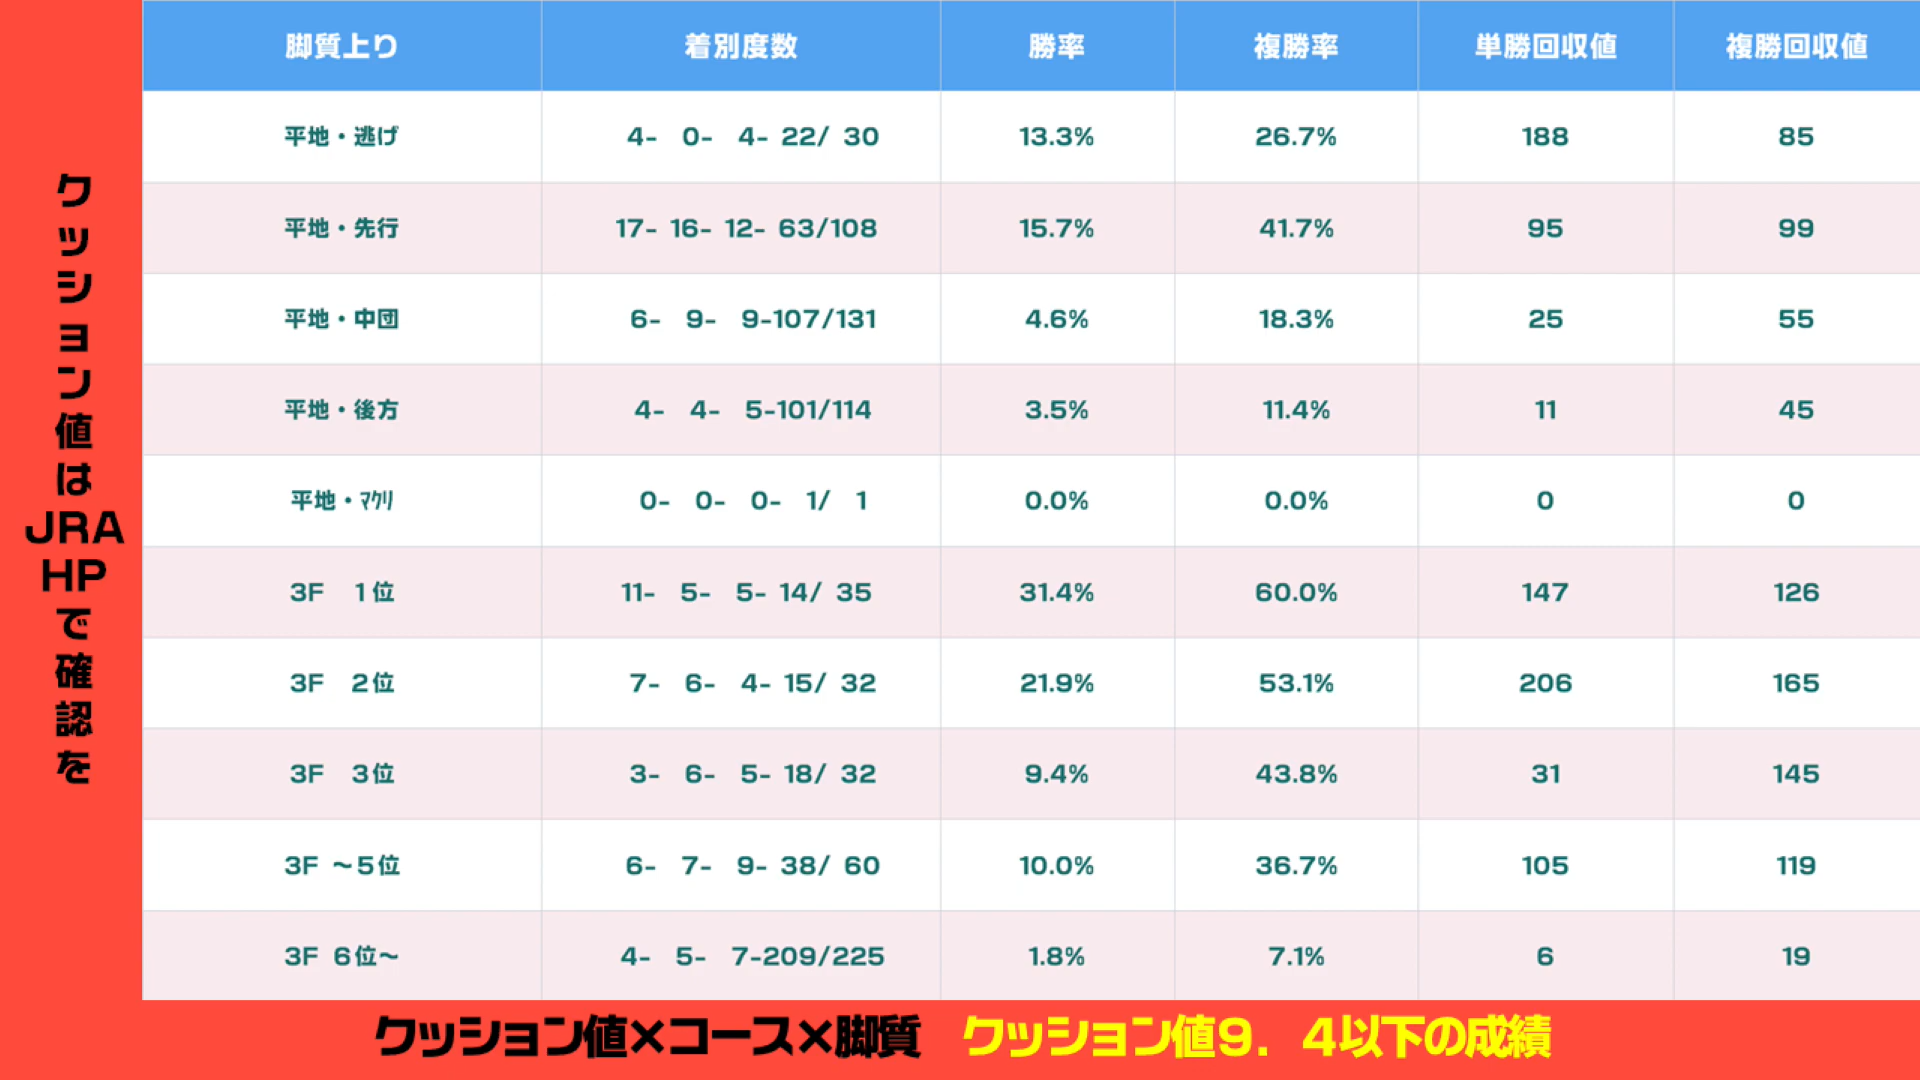 クッション値はJRAHPで確認を
脚質上り 着別度数 勝率 複勝率 単勝回収値 複勝回収値
平地・逃げ 4- 0- 4- 22/ 30 13.3% 26.7% 188 85
平地・先行 17- 16- 12- 63/108 15.7% 41.7% 95 99
平地・中団 6- 9- 9-107/131 4.6% 18.3% 25 55
平地・後方 4- 4- 5-101/114 3.5% 11.4% 11 45
平地・ﾏｸﾘ 0- 0- 0- 1/ 1 0.0% 0.0% 0 0
3F 1位 11- 5- 5- 14/ 35 31.4% 60.0% 147 126
3F 2位 7- 6- 4- 15/ 32 21.9% 53.1% 206 165
3F 3位 3- 6- 5- 18/ 32 9.4% 43.8% 31 145
3F ～5位 6- 7- 9- 38/ 60 10.0% 36.7% 105 119
3F 6位～ 4- 5- 7-209/225 1.8% 7.1% 6 19
クッション値×コース×脚質 クッション値9．4以下の成績